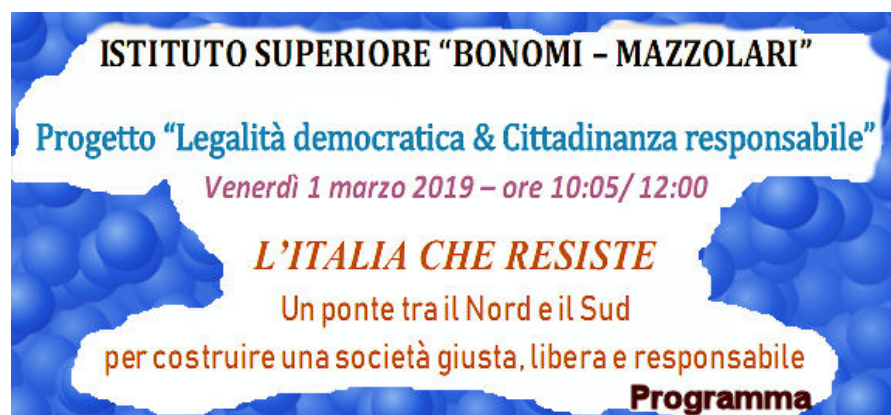 ISTITUTO SUPERIORE “BONOMI – MAZZOLARI”
Progetto “Legalità democratica & Cittadinanza responsabile”
Venerdì 1 marzo 2019 – ore 10:05/ 12:00
L’ITALIA CHE RESISTE
Un ponte tra il Nord e il Sud
per costruire una società giusta, libera e responsabile
Programma